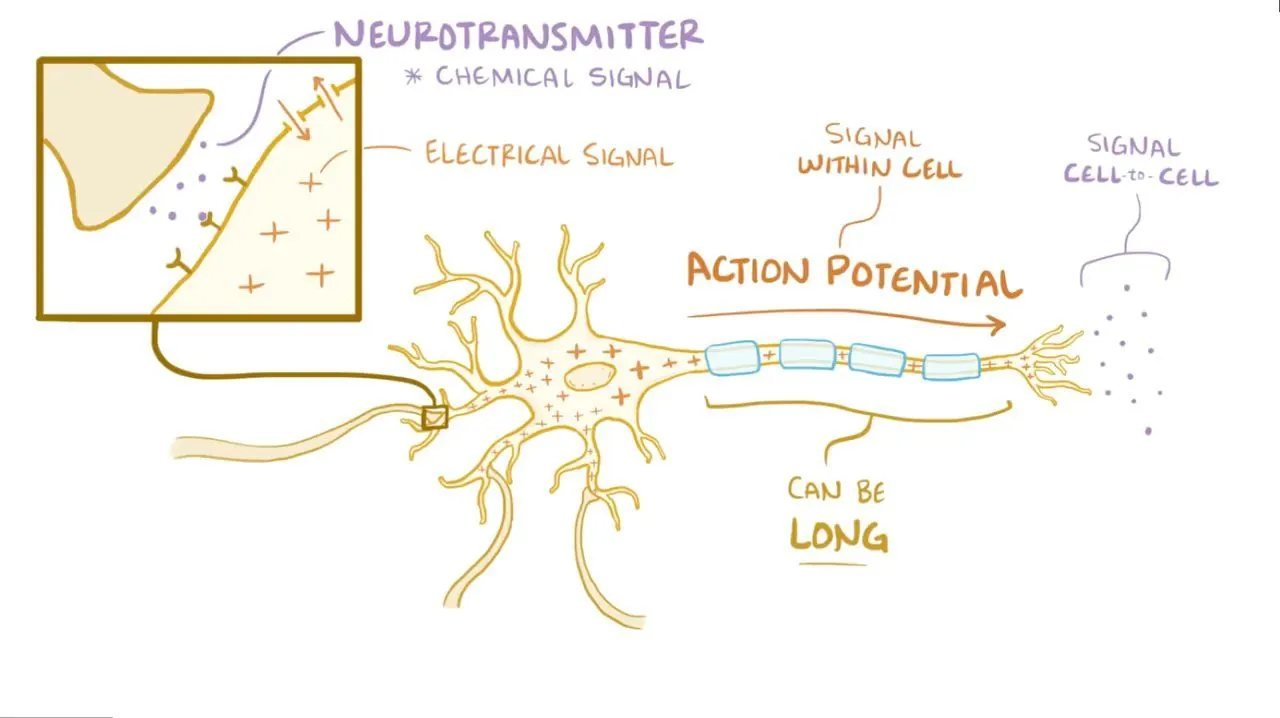 NEUROTRANSMITTER
* CHEMICAL SIGNAL
ELECTRICAL SIGNAL
SIGNAL
WITHIN CELL
SIGNAL
CELL-to-CELL
ACTION POTENTIAL
CAN BE
LONG